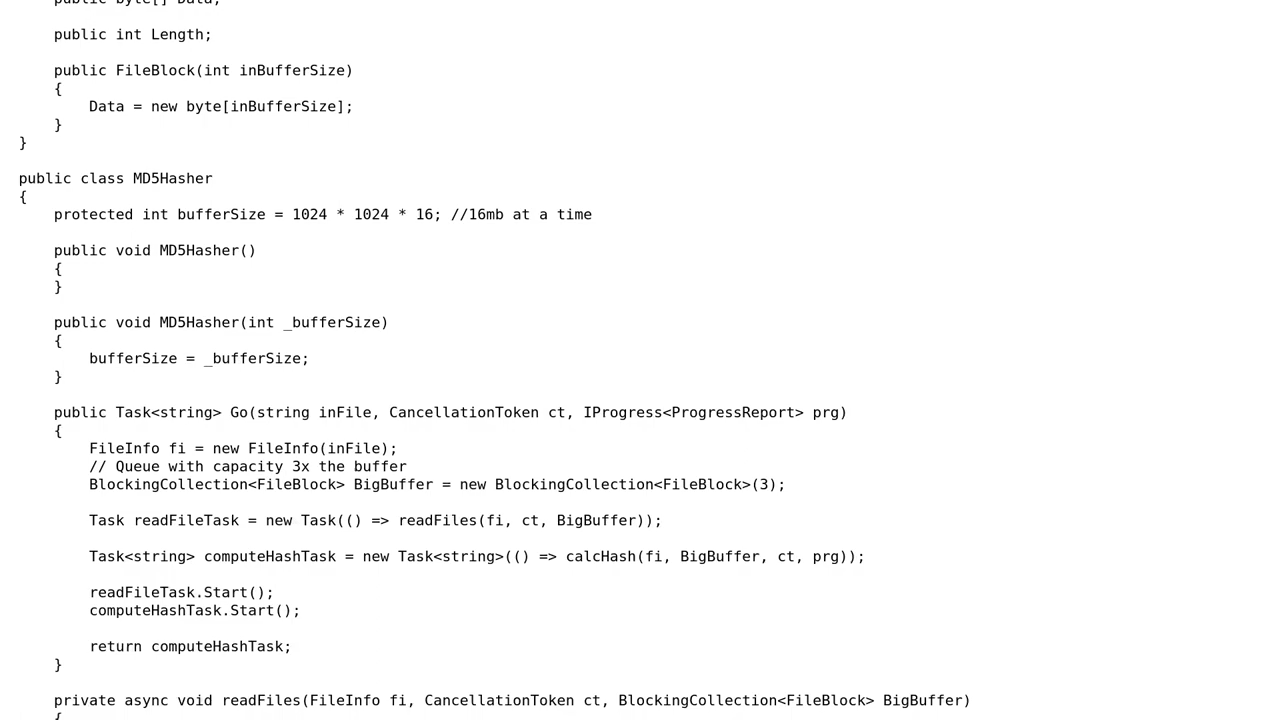 public byte[] Data;
public int Length;
public FileBlock(int inBufferSize)
{
Data = new byte[inBufferSize];
}
}
public class MD5Hasher
{
protected int bufferSize = 1024 * 1024 * 16; //16mb at a time
public void MD5Hasher()
{
}
public void MD5Hasher(int _bufferSize)
{
bufferSize = _bufferSize;
}
public Task<string> Go(string inFile, CancellationToken ct, IProgress<ProgressReport> prg)
{
FileInfo fi = new FileInfo(inFile);
// Queue with capacity 3x the buffer
BlockingCollection<FileBlock> BigBuffer = new BlockingCollection<FileBlock>(3);
Task readFileTask = new Task(() => readFiles(fi, ct, BigBuffer));
Task<string> computeHashTask = new Task<string>(() => calcHash(fi, BigBuffer, ct, prg));
readFileTask.Start();
computeHashTask.Start();
return computeHashTask;
}
private async void readFiles(FileInfo fi, CancellationToken ct, BlockingCollection<FileBlock> BigBuffer)
{